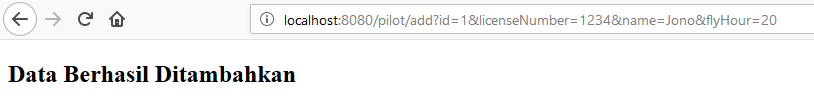 localhost:8080/pilot/add?id=1&licenseNumber=1234&name=Jono&flyHour=20
Data Berhasil Ditambahkan